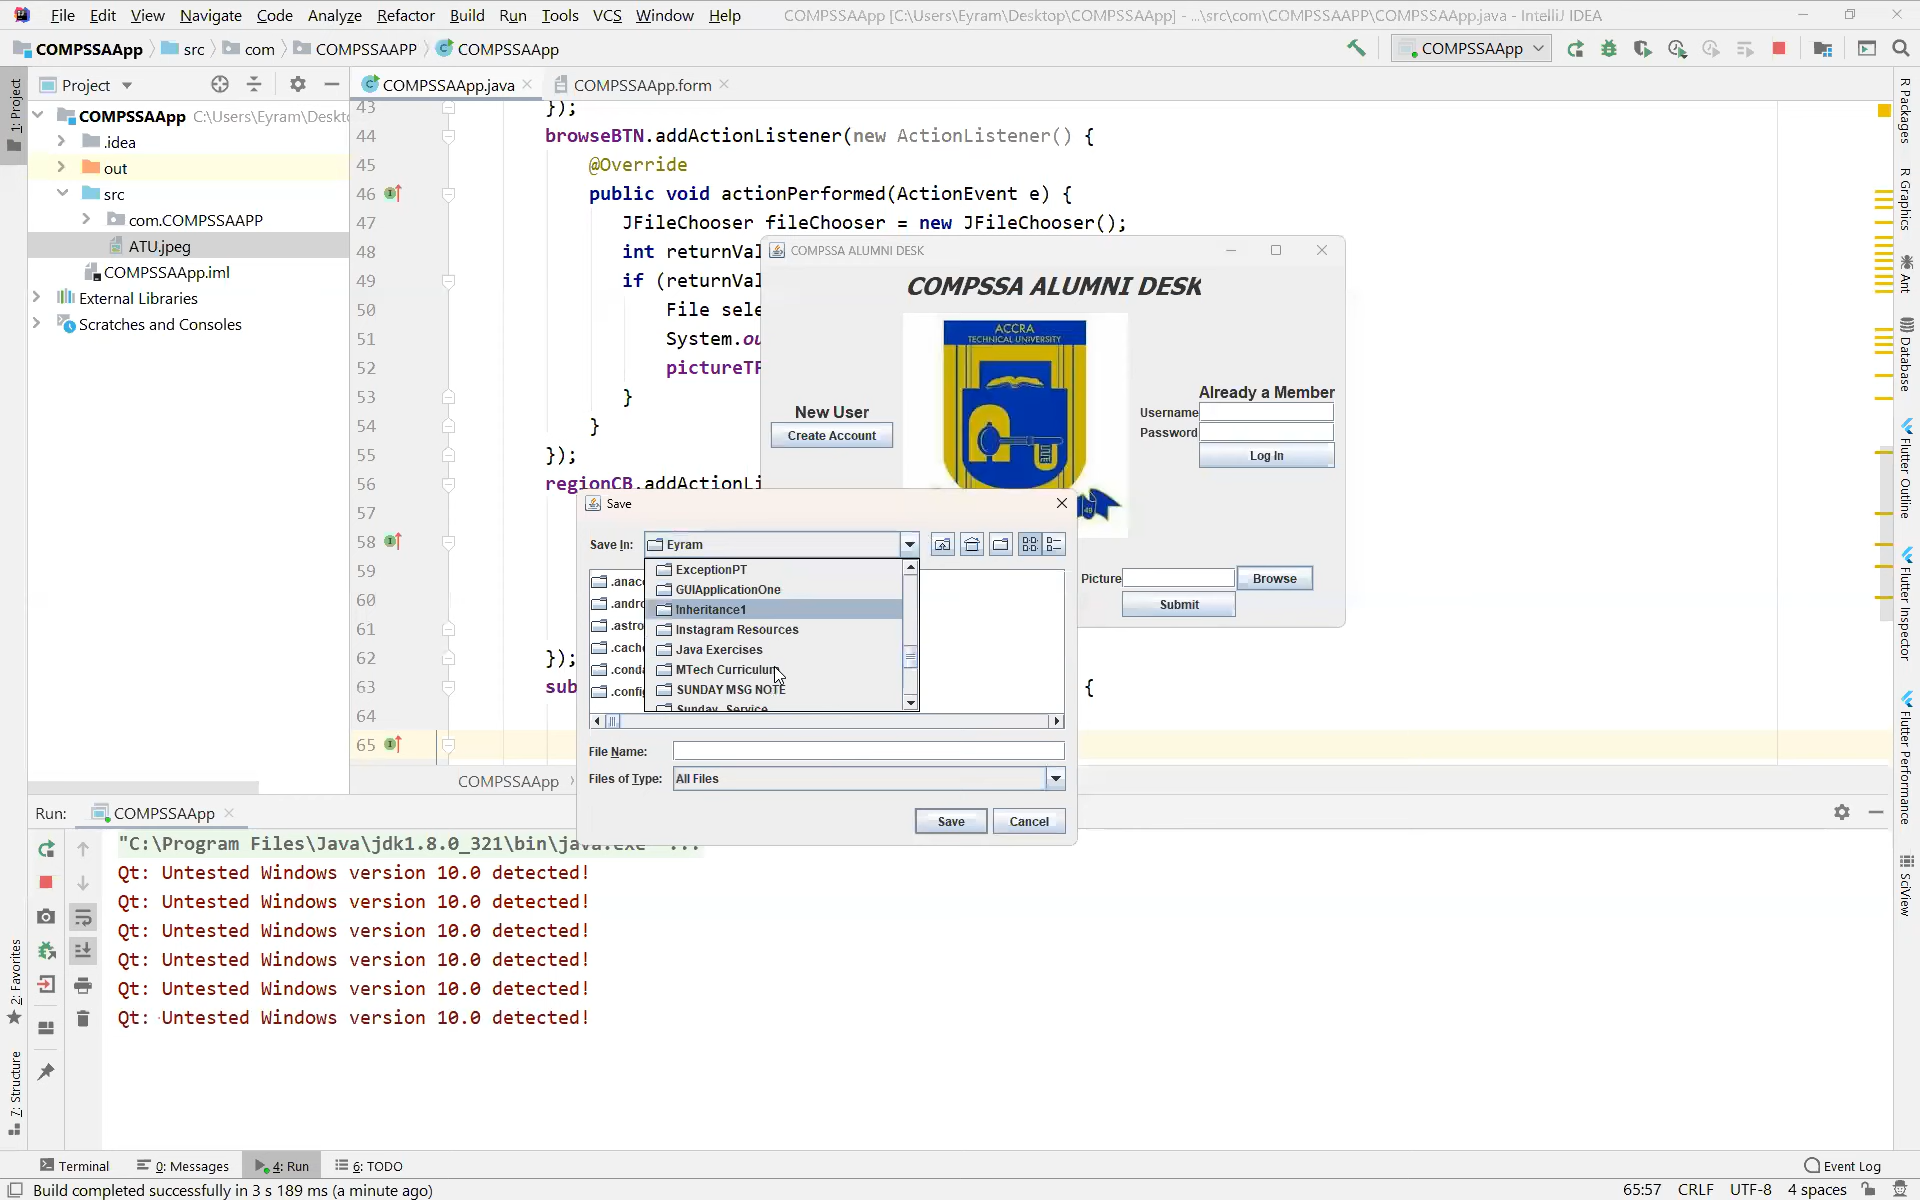 File Edit View Navigate Code Analyze Refactor Build Run Tools VCS Window Help COMPSSAApp [C:\Users\Eyram\Desktop\COMPSSAApp] - ...\src\com\COMPSSAAPP\COMPSSAApp.java - IntelliJ IDEA
COMPSSAApp src com COMPSSAAPP COMPSSAApp COMPSSAApp
Project COMPSSAApp.java COMPSSAApp.form
1: Project
COMPSSAApp C:\Users\Eyram\Deskt
.idea
out
src
com.COMPSSAAPP
ATU.jpeg
COMPSSAApp.iml
External Libraries
Scratches and Consoles
43 });
44 browseBTN.addActionListener(new ActionListener() {
45 @Override
46 public void actionPerformed(ActionEvent e) {
47 JFileChooser fileChooser = new JFileChooser();
48 int returnVal
49 if (returnVal
50 File sele
51 System.ou
52 pictureTF
53 }
54 }
55 });
56 regionCB.addActionLi
57
58
59
60
61
62 });
63 sub {
64
65
COMPSSAApp
COMPSSA ALUMNI DESK
COMPSSA ALUMNI DESK
ACCRA
TECHNICAL UNIVERSITY
49
New User
Create Account
Already a Member
Username
Password
Log In
Picture Browse
Submit
Save
Save In: Eyram
.anaco
.andro
.astro
.cache
.conda
.config
ExceptionPT
GUIApplicationOne
Inheritance1
Instagram Resources
Java Exercises
MTech Curriculum
SUNDAY MSG NOTE
Sunday_Service
File Name:
Files of Type: All Files
Save Cancel
R Packages
R Graphics
Ant
Database
Flutter Outline
Flutter Inspector
Flutter Performance
SciView
2: Favorites
7: Structure
Run: COMPSSAApp
"C:\Program Files\Java\jdk1.8.0_321\bin\java.exe" ...
Qt: Untested Windows version 10.0 detected!
Qt: Untested Windows version 10.0 detected!
Qt: Untested Windows version 10.0 detected!
Qt: Untested Windows version 10.0 detected!
Qt: Untested Windows version 10.0 detected!
Qt: Untested Windows version 10.0 detected!
Terminal 0: Messages 4: Run 6: TODO Event Log
Build completed successfully in 3 s 189 ms (a minute ago) 65:57 CRLF UTF-8 4 spaces